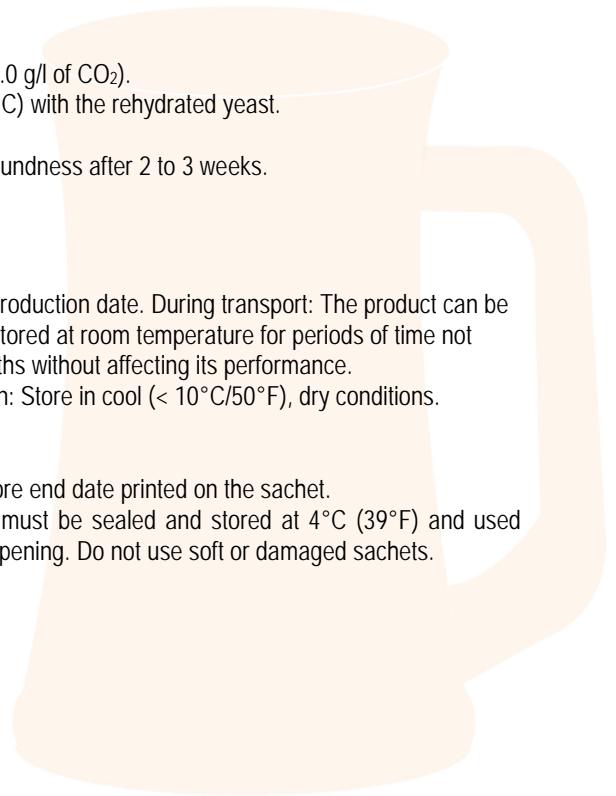 .0 g/l of CO₂).
C) with the rehydrated yeast.
undness after 2 to 3 weeks.
roduction date. During transport: The product can be
tored at room temperature for periods of time not
ths without affecting its performance.
n: Store in cool (< 10°C/50°F), dry conditions.
ore end date printed on the sachet.
must be sealed and stored at 4°C (39°F) and used
pening. Do not use soft or damaged sachets.